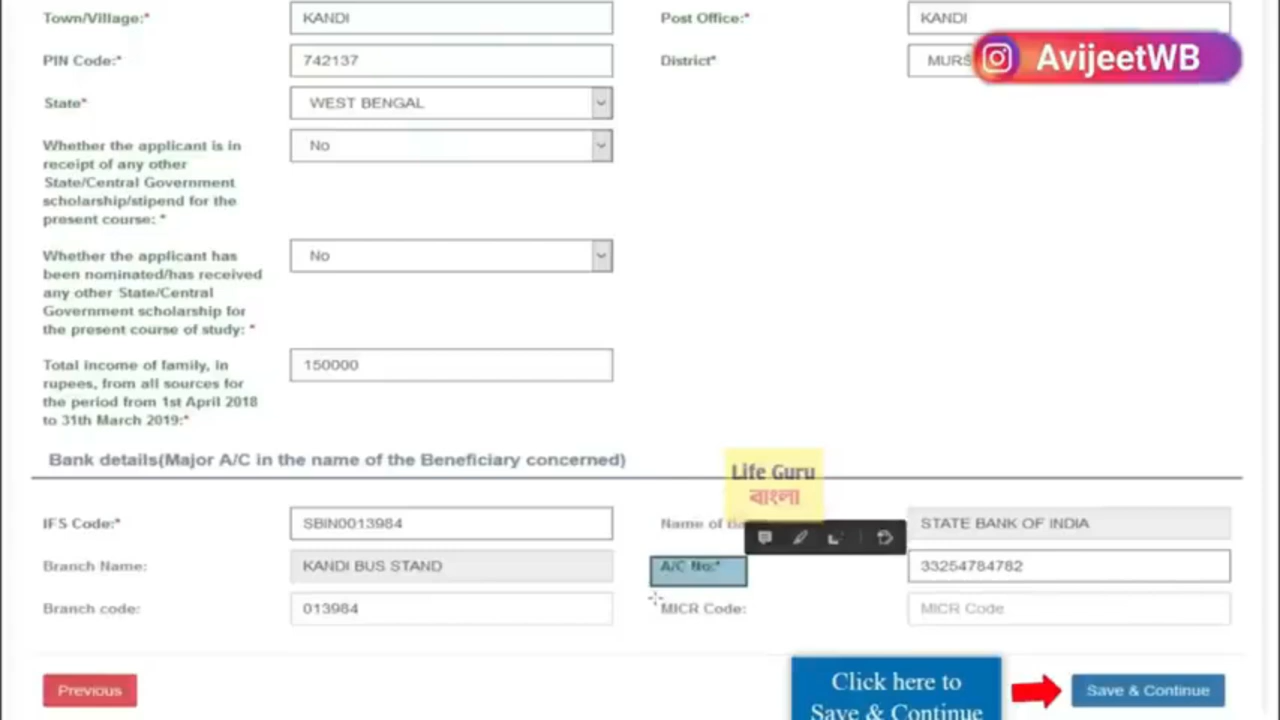 Town/Village:* KANDI Post Office:* KANDI
AvijeetWB
PIN Code:* 742137 District*
State* WEST BENGAL
Whether the applicant is in No
receipt of any other
State/Central Government
scholarship/stipend for the
present course: *
Whether the applicant has No
been nominated/has received
any other State/Central
Government scholarship for
the present course of study: *
Total income of family, in 150000
rupees, from all sources for
the period from 1st April 2018
to 31th March 2019:*
Bank details(Major A/C in the name of the Beneficiary concerned)
Life Guru
বাংলা
IFS Code:* SBIN0013984 Name of STATE BANK OF INDIA
Branch Name: KANDI BUS STAND A/C No:* 33254784782
Branch code: 013984 MICR Code: MICR Code
Previous Click here to Save & Continue
Save & Continue